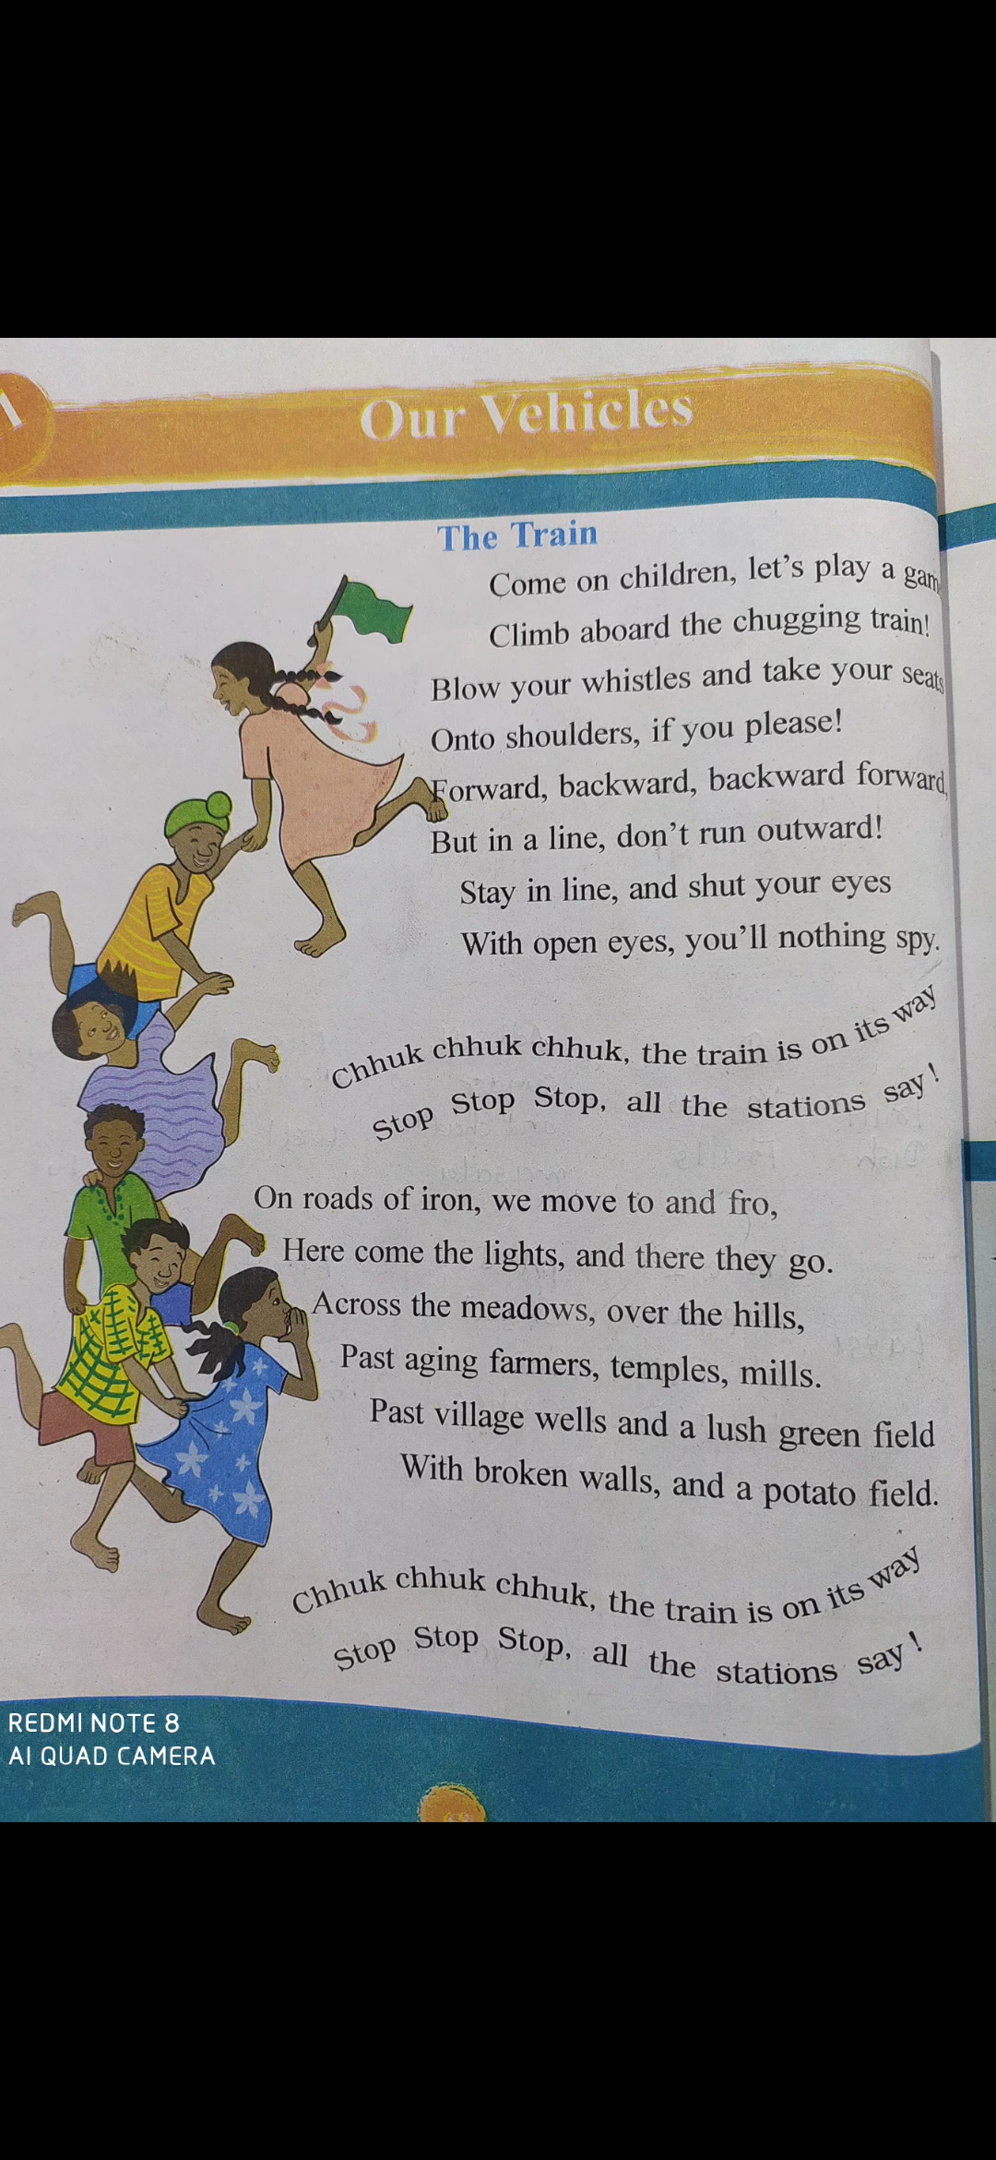 Our Vehicles
The Train
Come on children, let's play a gam
Climb aboard the chugging train!
Blow your whistles and take your seats
Onto shoulders, if you please!
Forward, backward, backward forward,
But in a line, don't run outward!
Stay in line, and shut your eyes
With open eyes, you'll nothing spy.
Chhuk chhuk chhuk, the train is on its way
Stop Stop Stop, all the stations say!
On roads of iron, we move to and fro,
Here come the lights, and there they go.
Across the meadows, over the hills,
Past aging farmers, temples, mills.
Past village wells and a lush green field
With broken walls, and a potato field.
Chhuk chhuk chhuk, the train is on its way
Stop Stop Stop, all the stations say!
REDMI NOTE 8
AI QUAD CAMERA